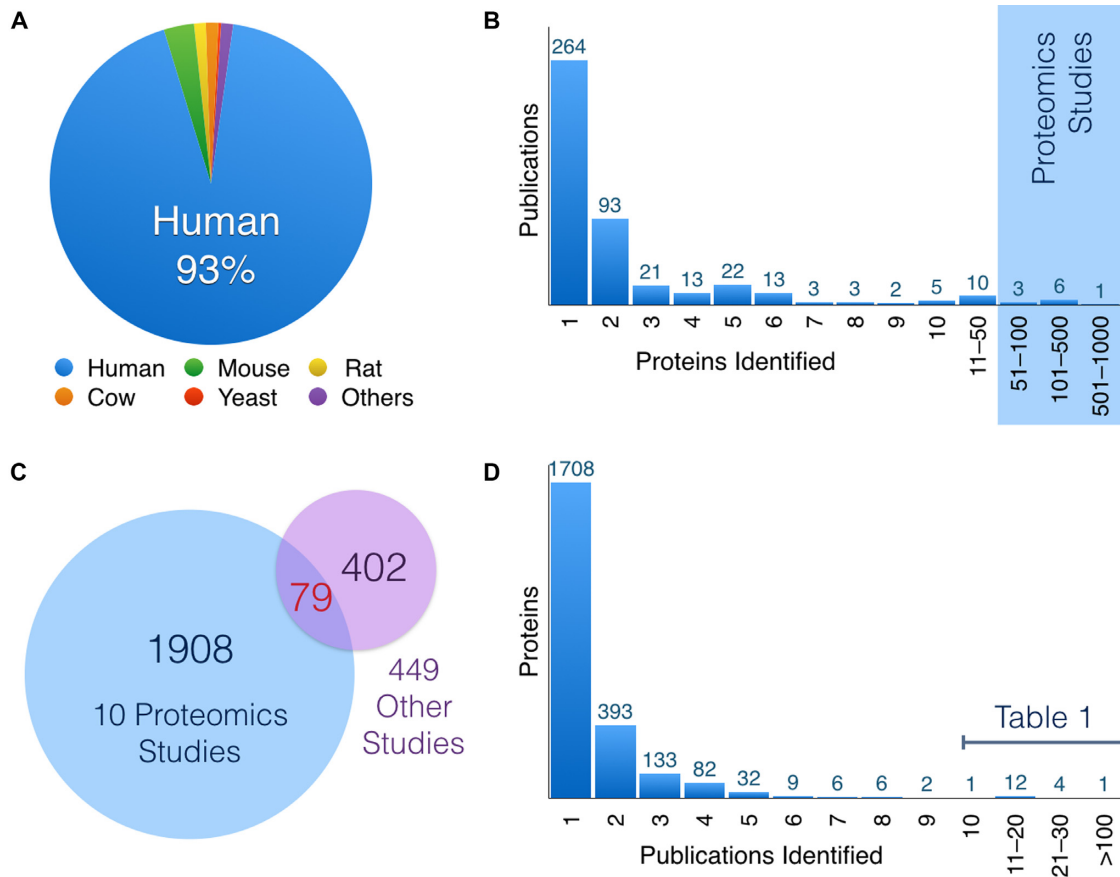 A
Human
93%
Human
Mouse
Rat
Cow
Yeast
Others
B
Publications
264
93
21
13
22
13
3
3
2
5
10
3
6
1
Proteomics
Studies
1
2
3
4
5
6
7
8
9
10
11–50
51–100
101–500
501–1000
Proteins Identified
C
1908
10 Proteomics
Studies
79
402
449
Other
Studies
D
Proteins
1708
393
133
82
32
9
6
6
2
1
12
4
1
Table 1
1
2
3
4
5
6
7
8
9
10
11–20
21–30
>100
Publications Identified